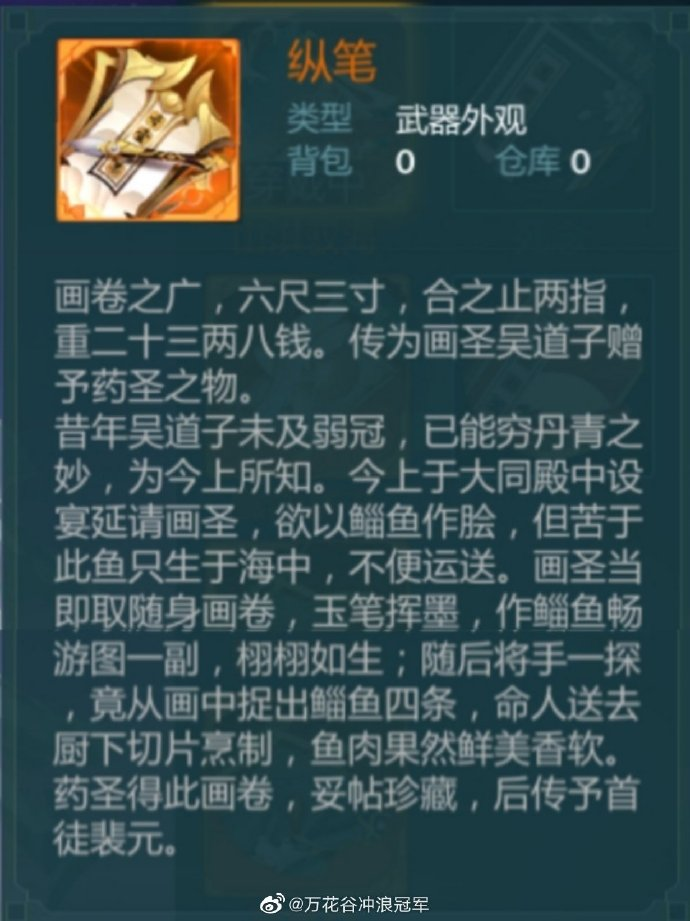 纵笔
类型 武器外观
背包 0 仓库 0
画卷之广，六尺三寸，合之止两指，
重二十三两八钱。传为画圣吴道子赠
予药圣之物。
昔年吴道子未及弱冠，已能穷丹青之
妙，为今上所知。今上于大同殿中设
宴延请画圣，欲以鲻鱼作脍，但苦于
此鱼只生于海中，不便运送。画圣当
即取随身画卷，玉笔挥墨，作鲻鱼畅
游图一副，栩栩如生；随后将手一探
，竟从画中捉出鲻鱼四条，命人送去
厨下切片烹制，鱼肉果然鲜美香软。
药圣得此画卷，妥帖珍藏，后传予首
徒裴元。
@万花谷冲浪冠军